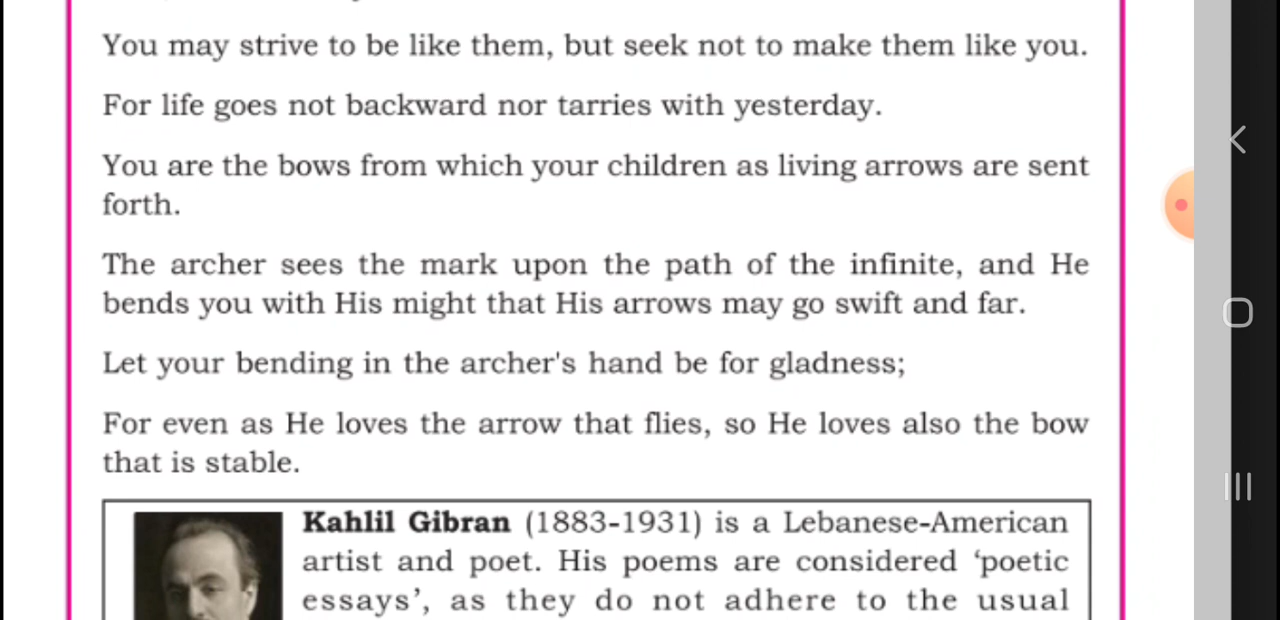 You may strive to be like them, but seek not to make them like you.
For life goes not backward nor tarries with yesterday.
You are the bows from which your children as living arrows are sent
forth.
The archer sees the mark upon the path of the infinite, and He
bends you with His might that His arrows may go swift and far.
Let your bending in the archer's hand be for gladness;
For even as He loves the arrow that flies, so He loves also the bow
that is stable.
Kahlil Gibran (1883-1931) is a Lebanese-American
artist and poet. His poems are considered ‘poetic
essays’, as they do not adhere to the usual